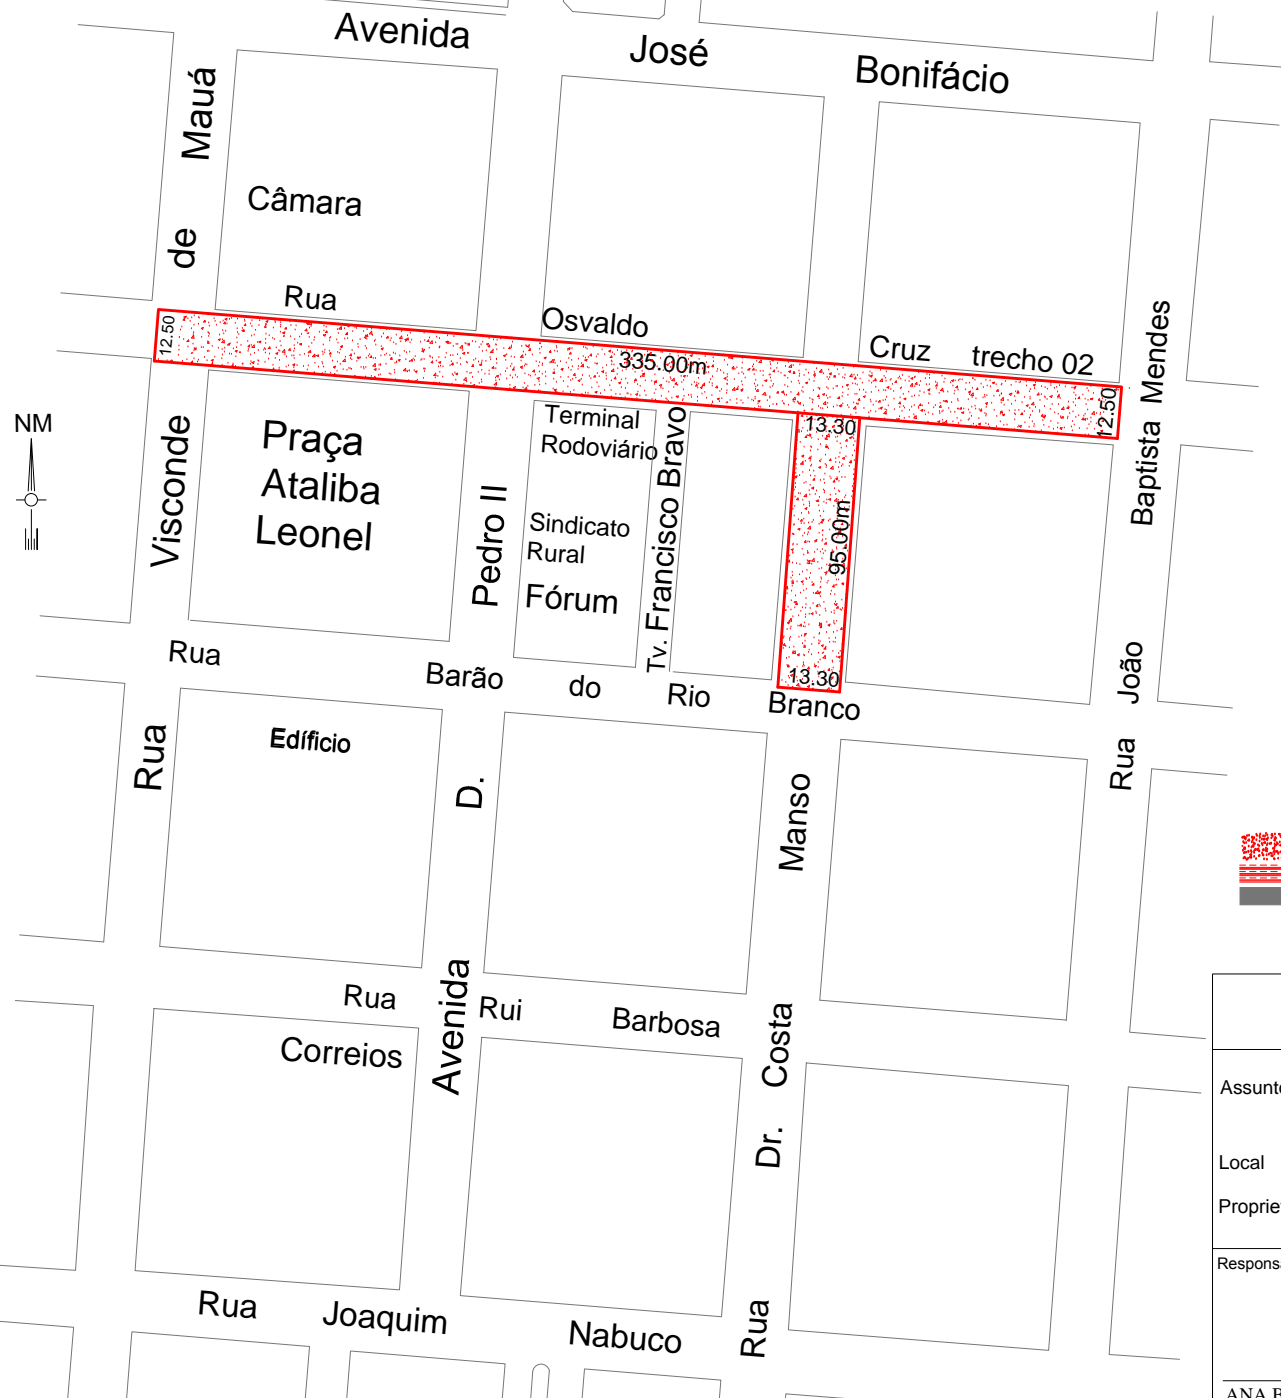 Avenida José Bonifácio
Rua Visconde de Mauá
Câmara
Rua Osvaldo Cruz trecho 02
12.50
335.00m
12.50
13.30
95.00m
13.30
NM
Praça
Ataliba
Leonel
Terminal
Rodoviário
Sindicato
Rural
Fórum
Tv. Francisco Bravo
Avenida D. Pedro II
Rua João Baptista Mendes
Rua Barão do Rio Branco
Edifício
Rua Dr. Costa Manso
Rua Rui Barbosa
Correios
Rua Joaquim Nabuco
Local